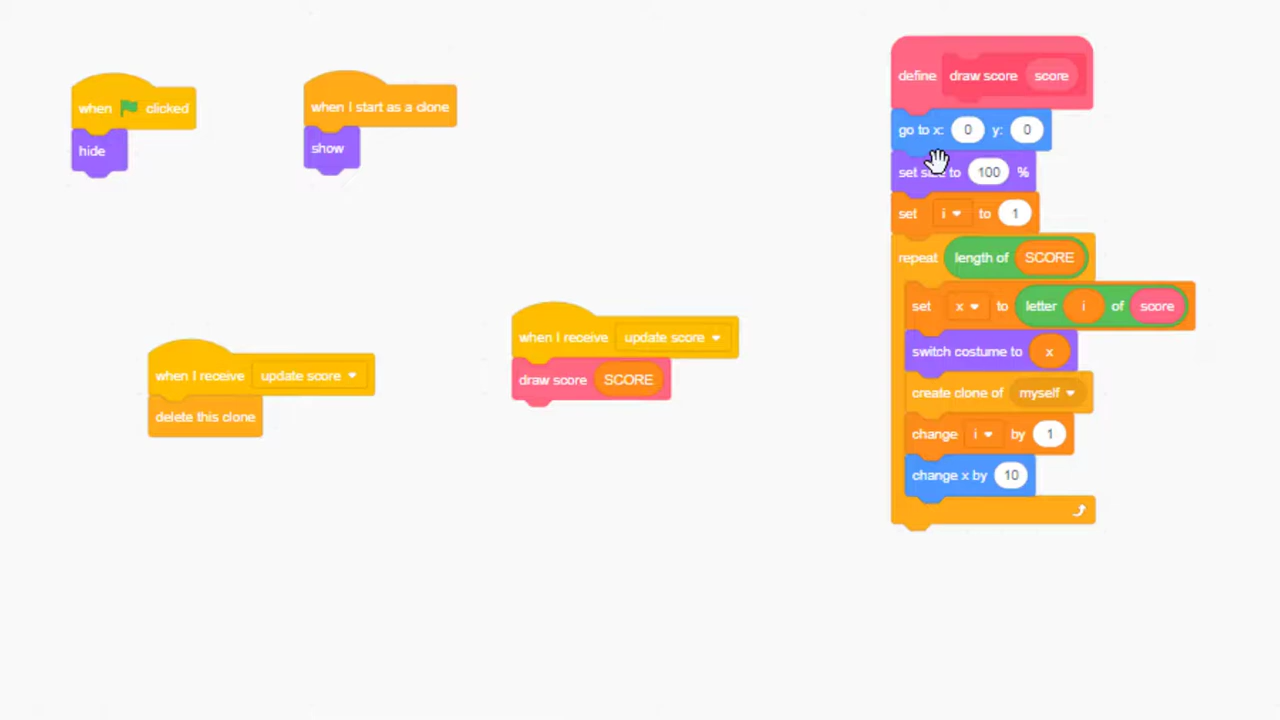 when clicked
hide
when I start as a clone
show
when I receive update score
delete this clone
when I receive update score
draw score SCORE
define draw score score
go to x: 0 y: 0
set size to 100 %
set i to 1
repeat length of SCORE
set x to letter i of score
switch costume to x
create clone of myself
change i by 1
change x by 10